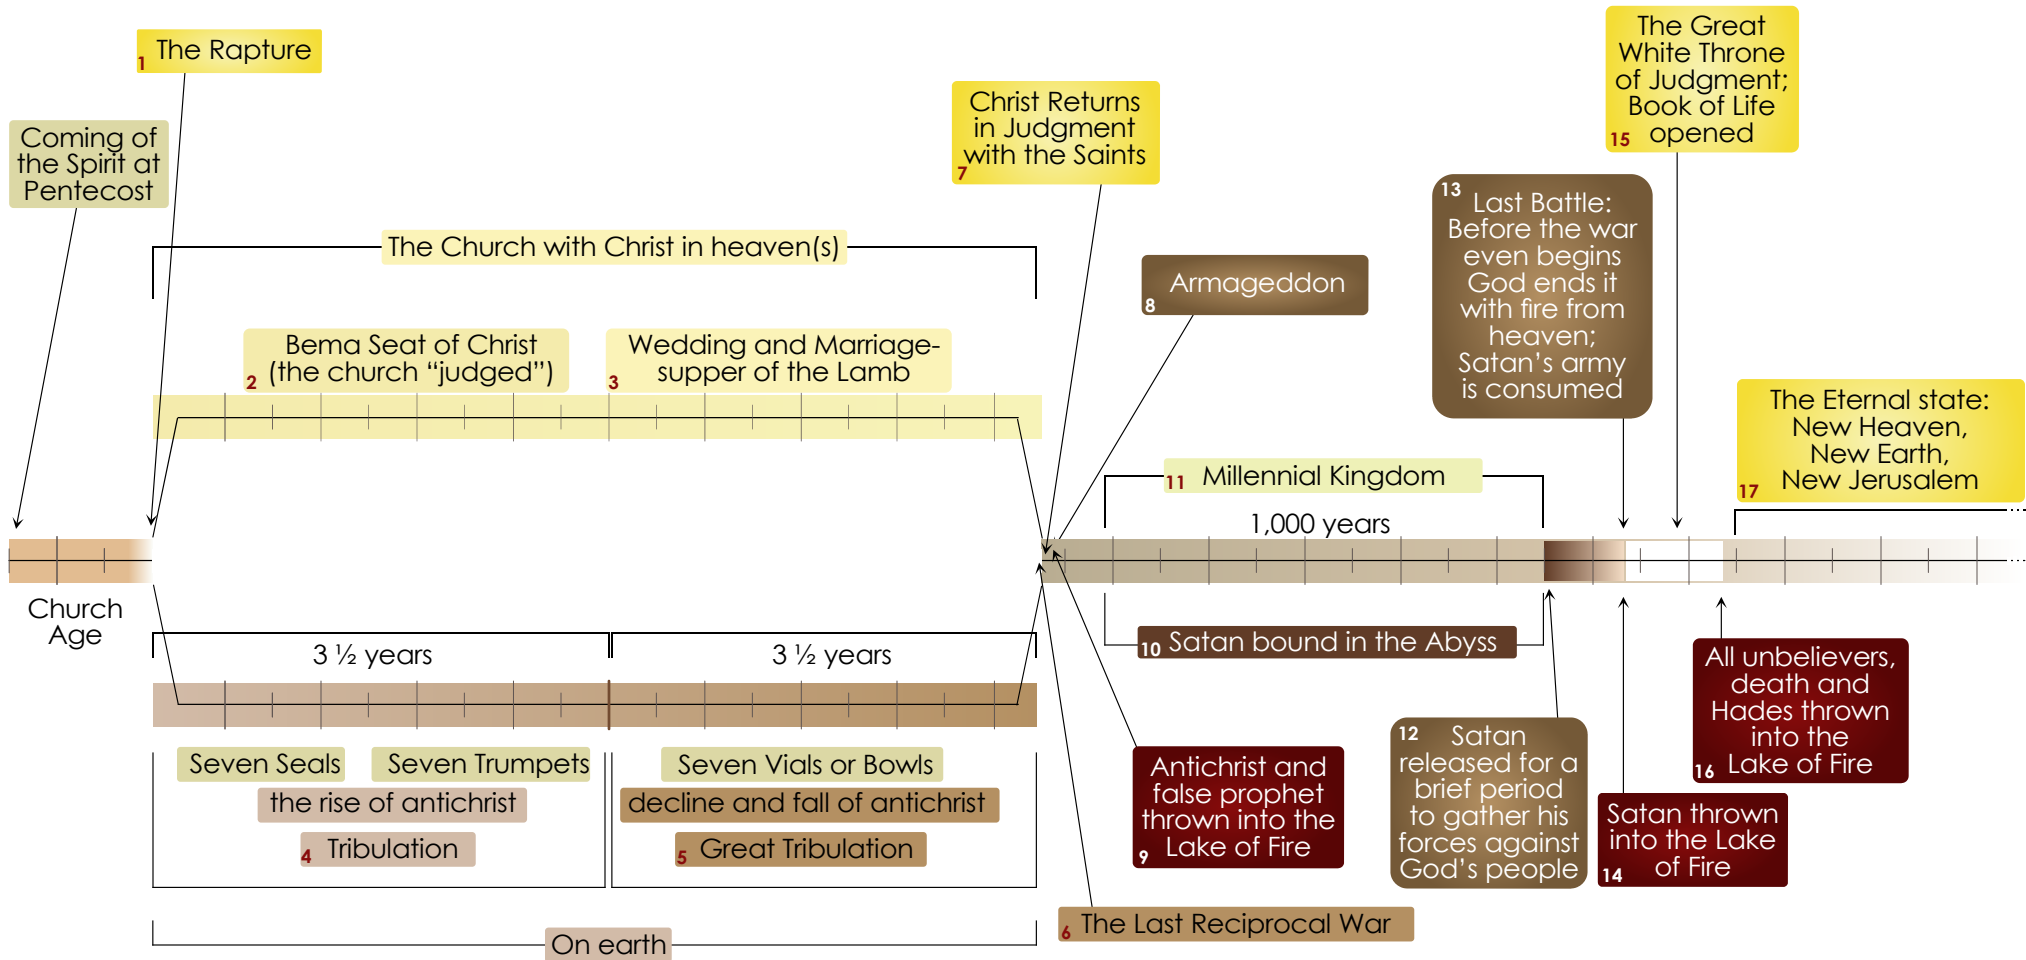 1 The Rapture
Coming of
the Spirit at
Pentecost
The Church with Christ in heaven(s)
Bema Seat of Christ
2 (the church “judged”)
Wedding and Marriage-
3 supper of the Lamb
Church
Age
3 ½ years
3 ½ years
Seven Seals
Seven Trumpets
the rise of antichrist
4 Tribulation
Seven Vials or Bowls
decline and fall of antichrist
5 Great Tribulation
On earth
6 The Last Reciprocal War
Christ Returns
in Judgment
with the Saints
7
Armageddon
8
Antichrist and
false prophet
thrown into the
9 Lake of Fire
10 Satan bound in the Abyss
11 Millennial Kingdom
1,000 years
12 Satan
released for a
brief period
to gather his
forces against
God’s people
13 Last Battle:
Before the war
even begins
God ends it
with fire from
heaven;
Satan’s army
is consumed
Satan thrown
into the Lake
14 of Fire
The Great
White Throne
of Judgment;
Book of Life
15 opened
All unbelievers,
death and
Hades thrown
into the
16 Lake of Fire
The Eternal state:
New Heaven,
New Earth,
17 New Jerusalem